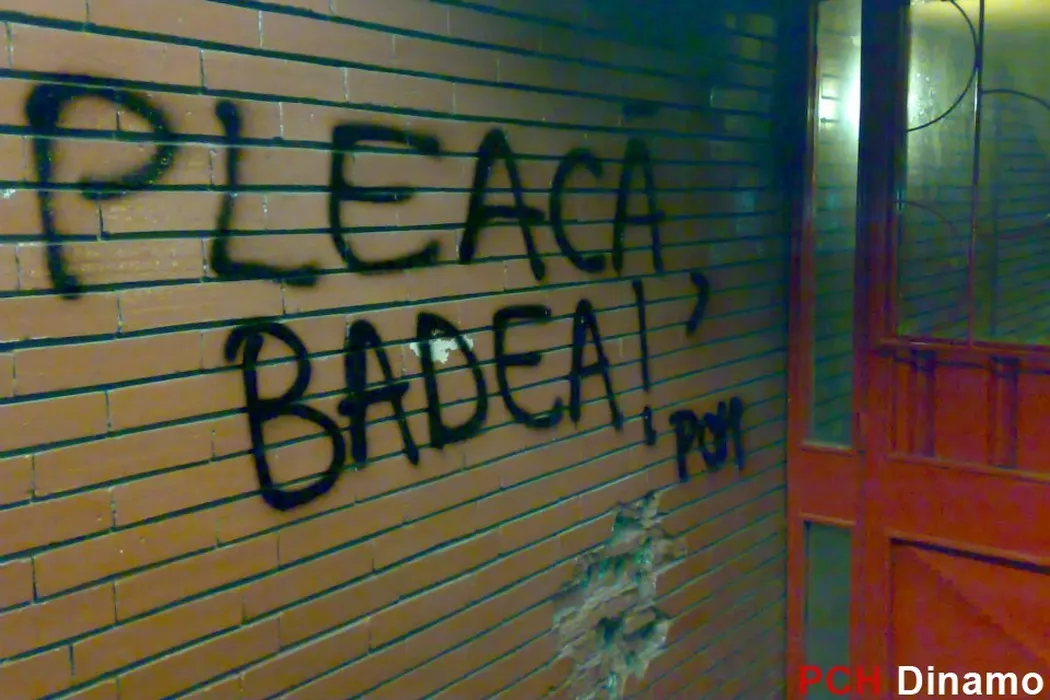 PLEACĂ,
BADEA!
PCH
PCH Dinamo